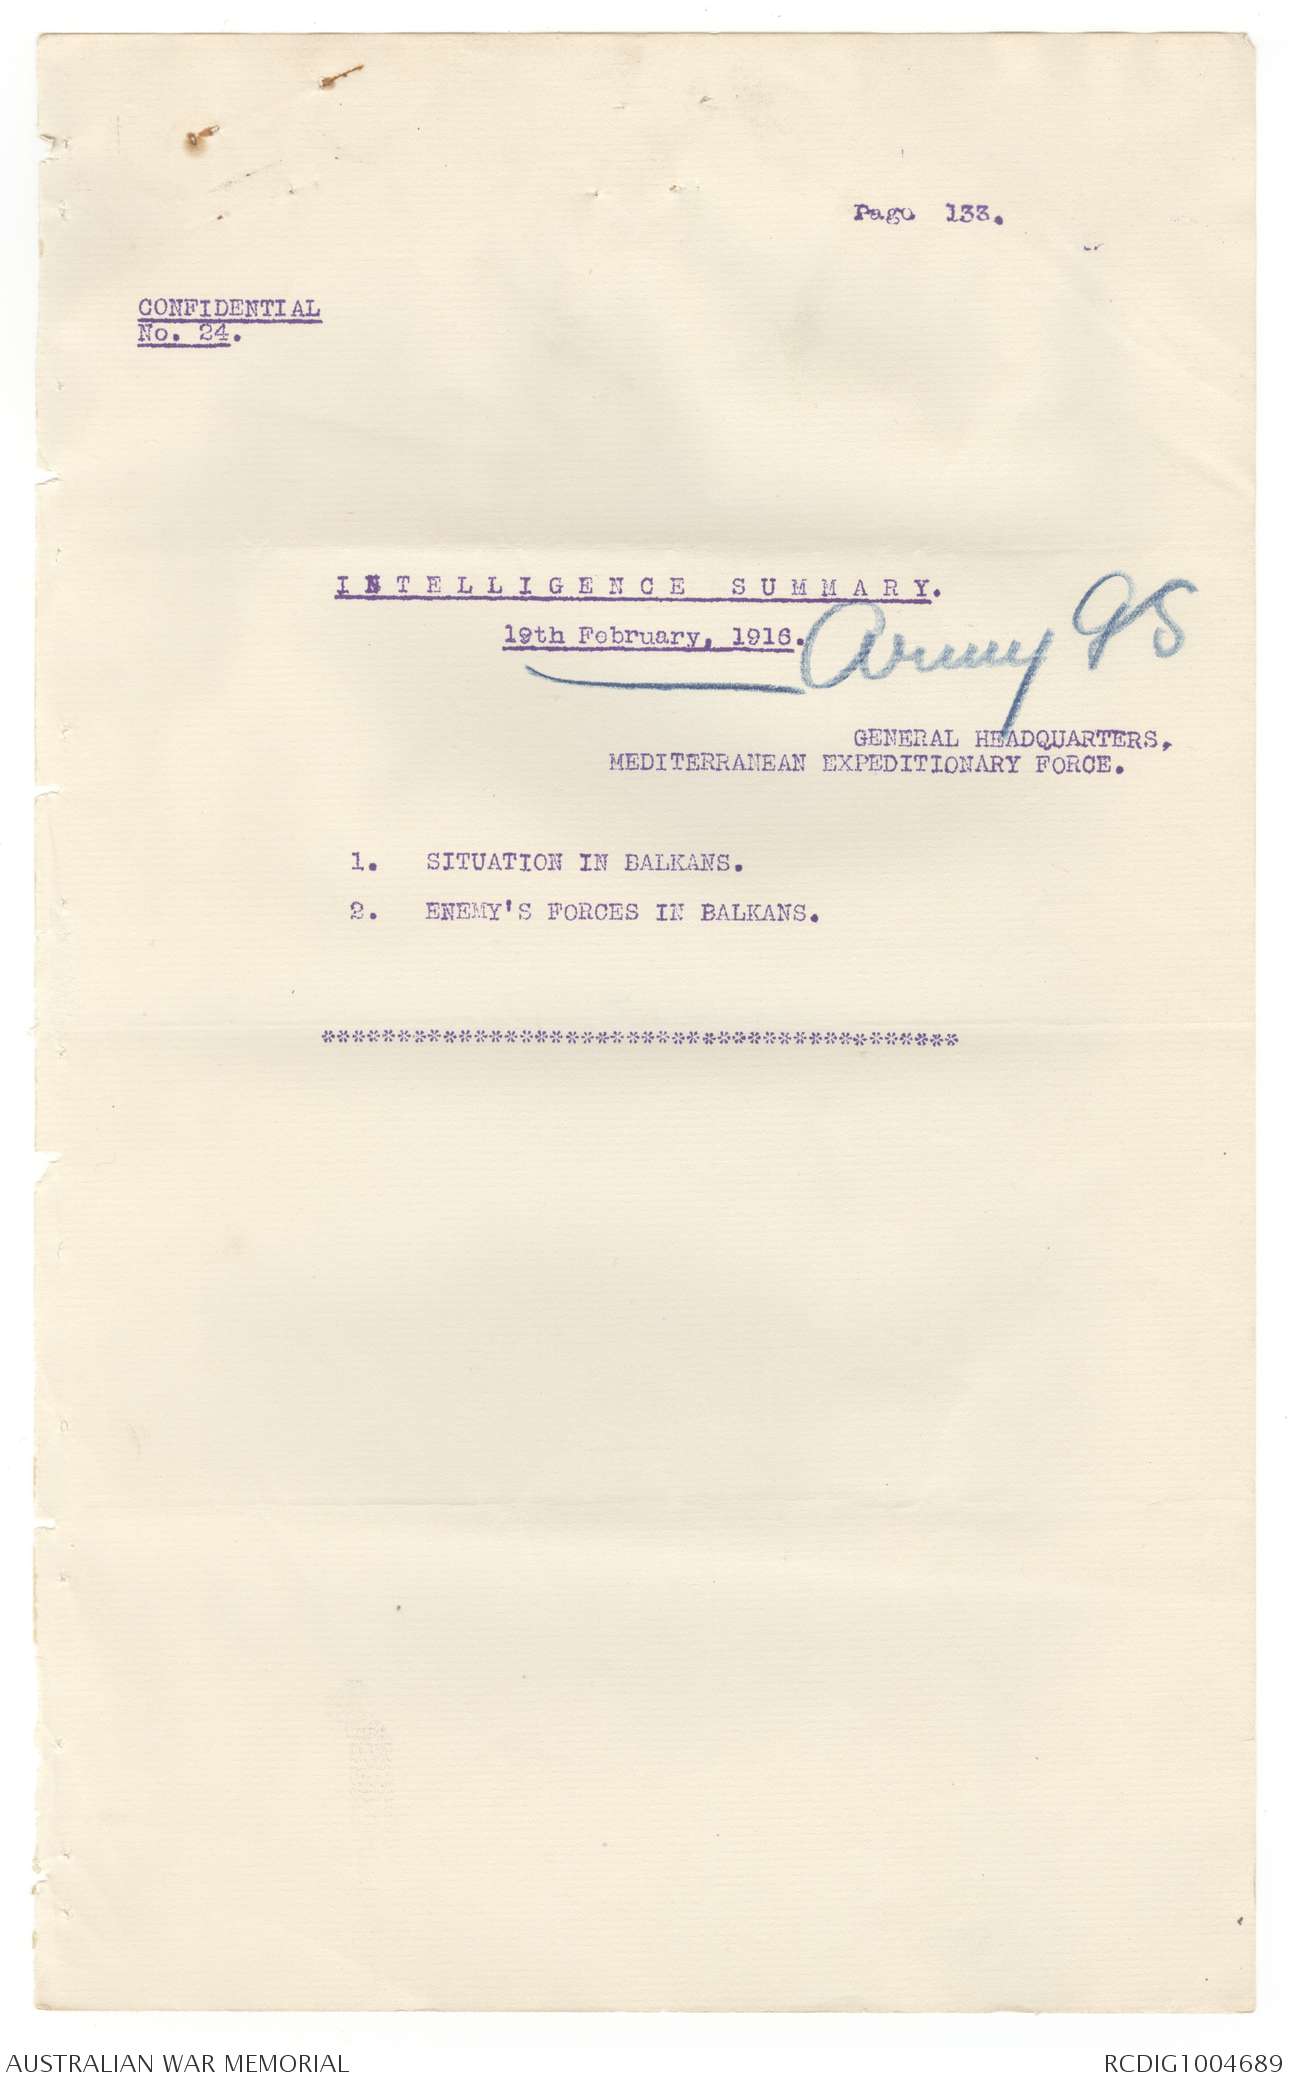 Page 133.
CONFIDENTIAL
No. 24.
INTELLIGENCE SUMMARY.
19th February, 1916.
Army GS
GENERAL HEADQUARTERS,
MEDITERRANEAN EXPEDITIONARY FORCE.
1. SITUATION IN BALKANS.
2. ENEMY'S FORCES IN BALKANS.
******************************************
AUSTRALIAN WAR MEMORIAL
RCDIG1004689